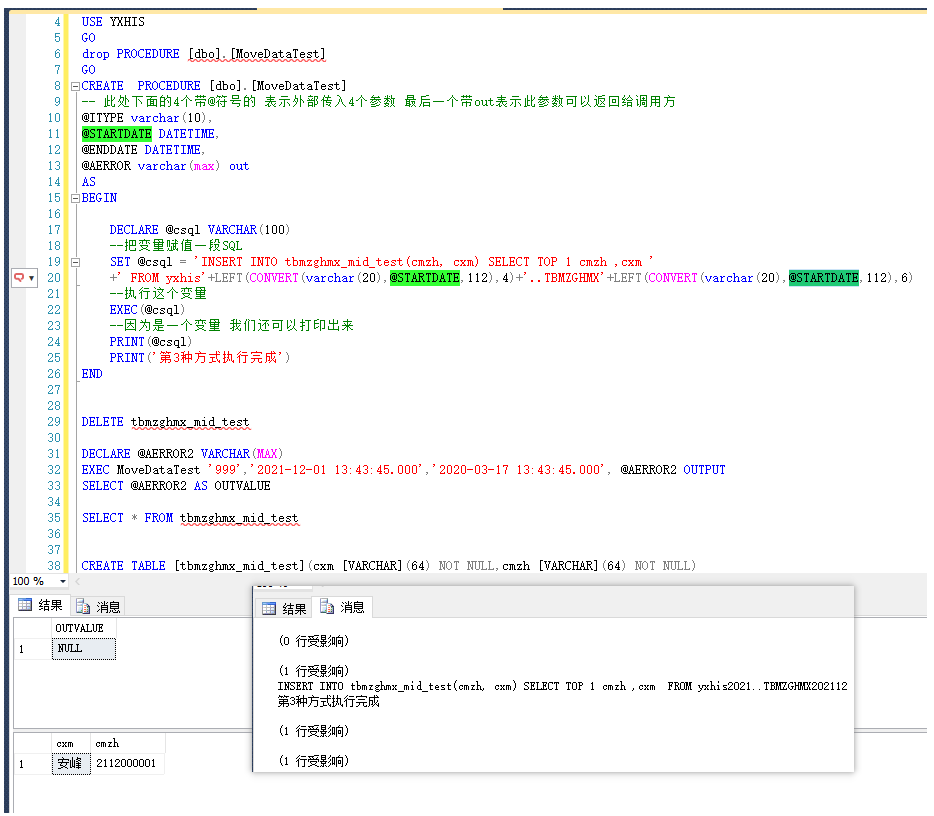 4 USE YXHIS
5 GO
6 drop PROCEDURE [dbo].[MoveDataTest]
7 GO
8 CREATE  PROCEDURE [dbo].[MoveDataTest]
9 -- 此处下面的4个带@符号的 表示外部传入4个参数 最后一个带out表示此参数可以返回给调用方
10 @ITYPE varchar(10),
11 @STARTDATE DATETIME,
12 @ENDDATE DATETIME,
13 @AERROR varchar(max) out
14 AS
15 BEGIN
16
17 DECLARE @csql VARCHAR(100)
18 --把变量赋值一段SQL
19 SET @csql = 'INSERT INTO tbmzghmx_mid_test(cmzh, cxm) SELECT TOP 1 cmzh ,cxm '
20 +' FROM yxhis'+LEFT(CONVERT(varchar(20),@STARTDATE,112),4)+'..TBMZGHMX'+LEFT(CONVERT(varchar(20),@STARTDATE,112),6)
21 --执行这个变量
22 EXEC(@csql)
23 --因为是一个变量 我们还可以打印出来
24 PRINT(@csql)
25 PRINT('第3种方式执行完成')
26 END
27
28
29 DELETE tbmzghmx_mid_test
30
31 DECLARE @AERROR2 VARCHAR(MAX)
32 EXEC MoveDataTest '999','2021-12-01 13:43:45.000','2020-03-17 13:43:45.000', @AERROR2 OUTPUT
33 SELECT @AERROR2 AS OUTVALUE
34
35 SELECT * FROM tbmzghmx_mid_test
36
37
38 CREATE TABLE [tbmzghmx_mid_test](cxm [VARCHAR](64) NOT NULL,cmzh [VARCHAR](64) NOT NULL)
100 %
结果 消息
OUTVALUE
1 NULL
cxm cmzh
1 安峰 2112000001
结果 消息
(0 行受影响)
(1 行受影响)
INSERT INTO tbmzghmx_mid_test(cmzh, cxm) SELECT TOP 1 cmzh ,cxm  FROM yxhis2021..TBMZGHMX202112
第3种方式执行完成
(1 行受影响)
(1 行受影响)